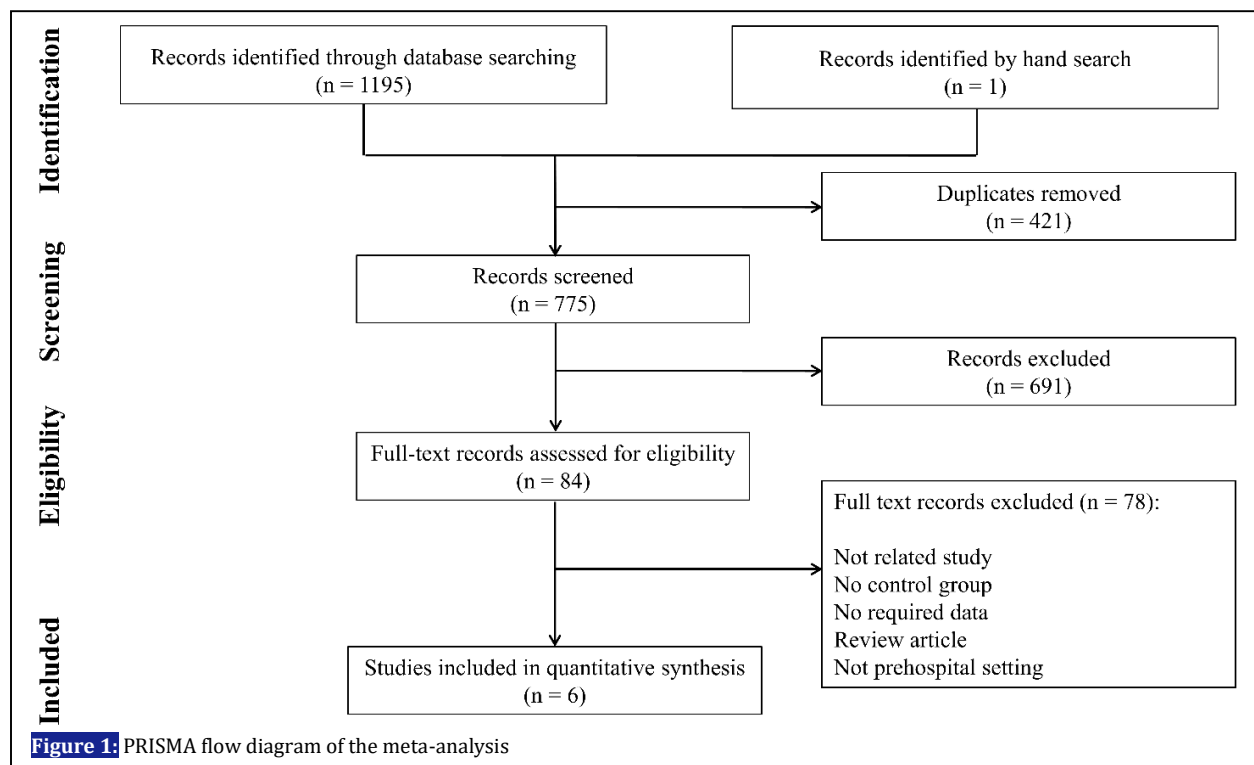 Identification
Records identified through database searching
(n = 1195)
Records identified by hand search
(n = 1)
Duplicates removed
(n = 421)
Screening
Records screened
(n = 775)
Records excluded
(n = 691)
Eligibility
Full-text records assessed for eligibility
(n = 84)
Full text records excluded (n = 78):
Not related study
No control group
No required data
Review article
Not prehospital setting
Included
Studies included in quantitative synthesis
(n = 6)
Figure 1: PRISMA flow diagram of the meta-analysis